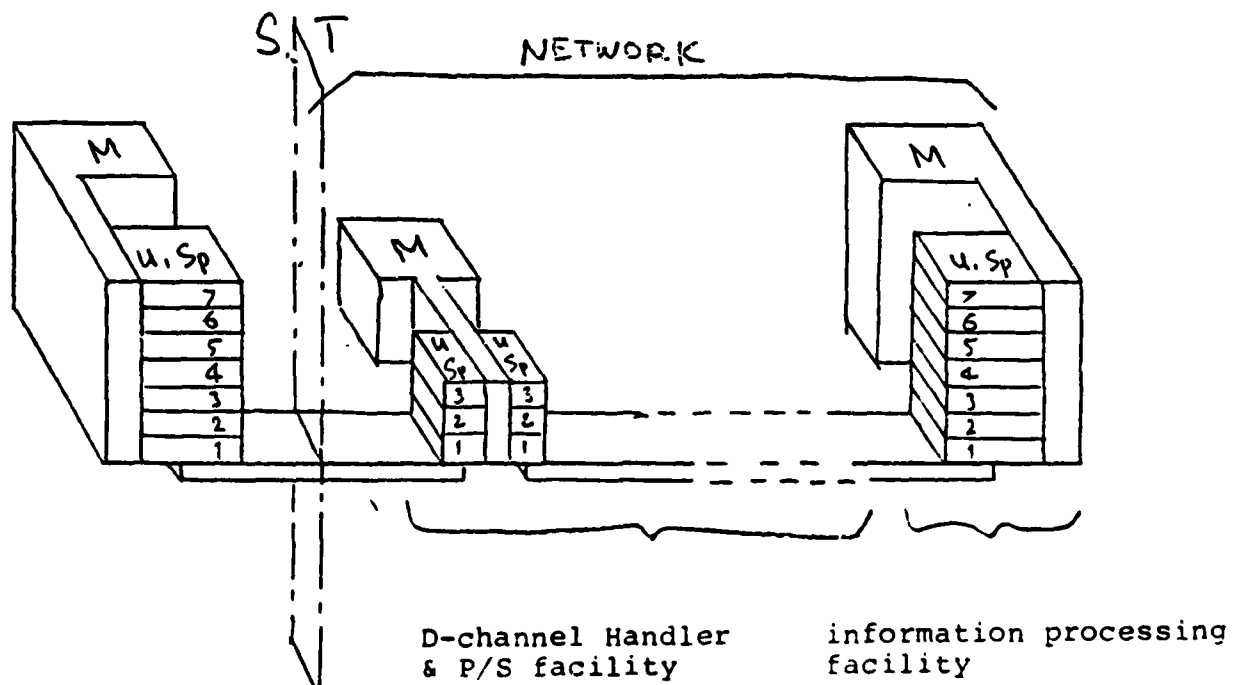 S. T
NETWORK
M
M
M
u, Sp
7
6
5
4
3
2
1
u
Sp
u
Sp
3 3
2 2
1 1
u, Sp
7
6
5
4
3
2
1
D-channel Handler
& P/S facility
information processing
facility